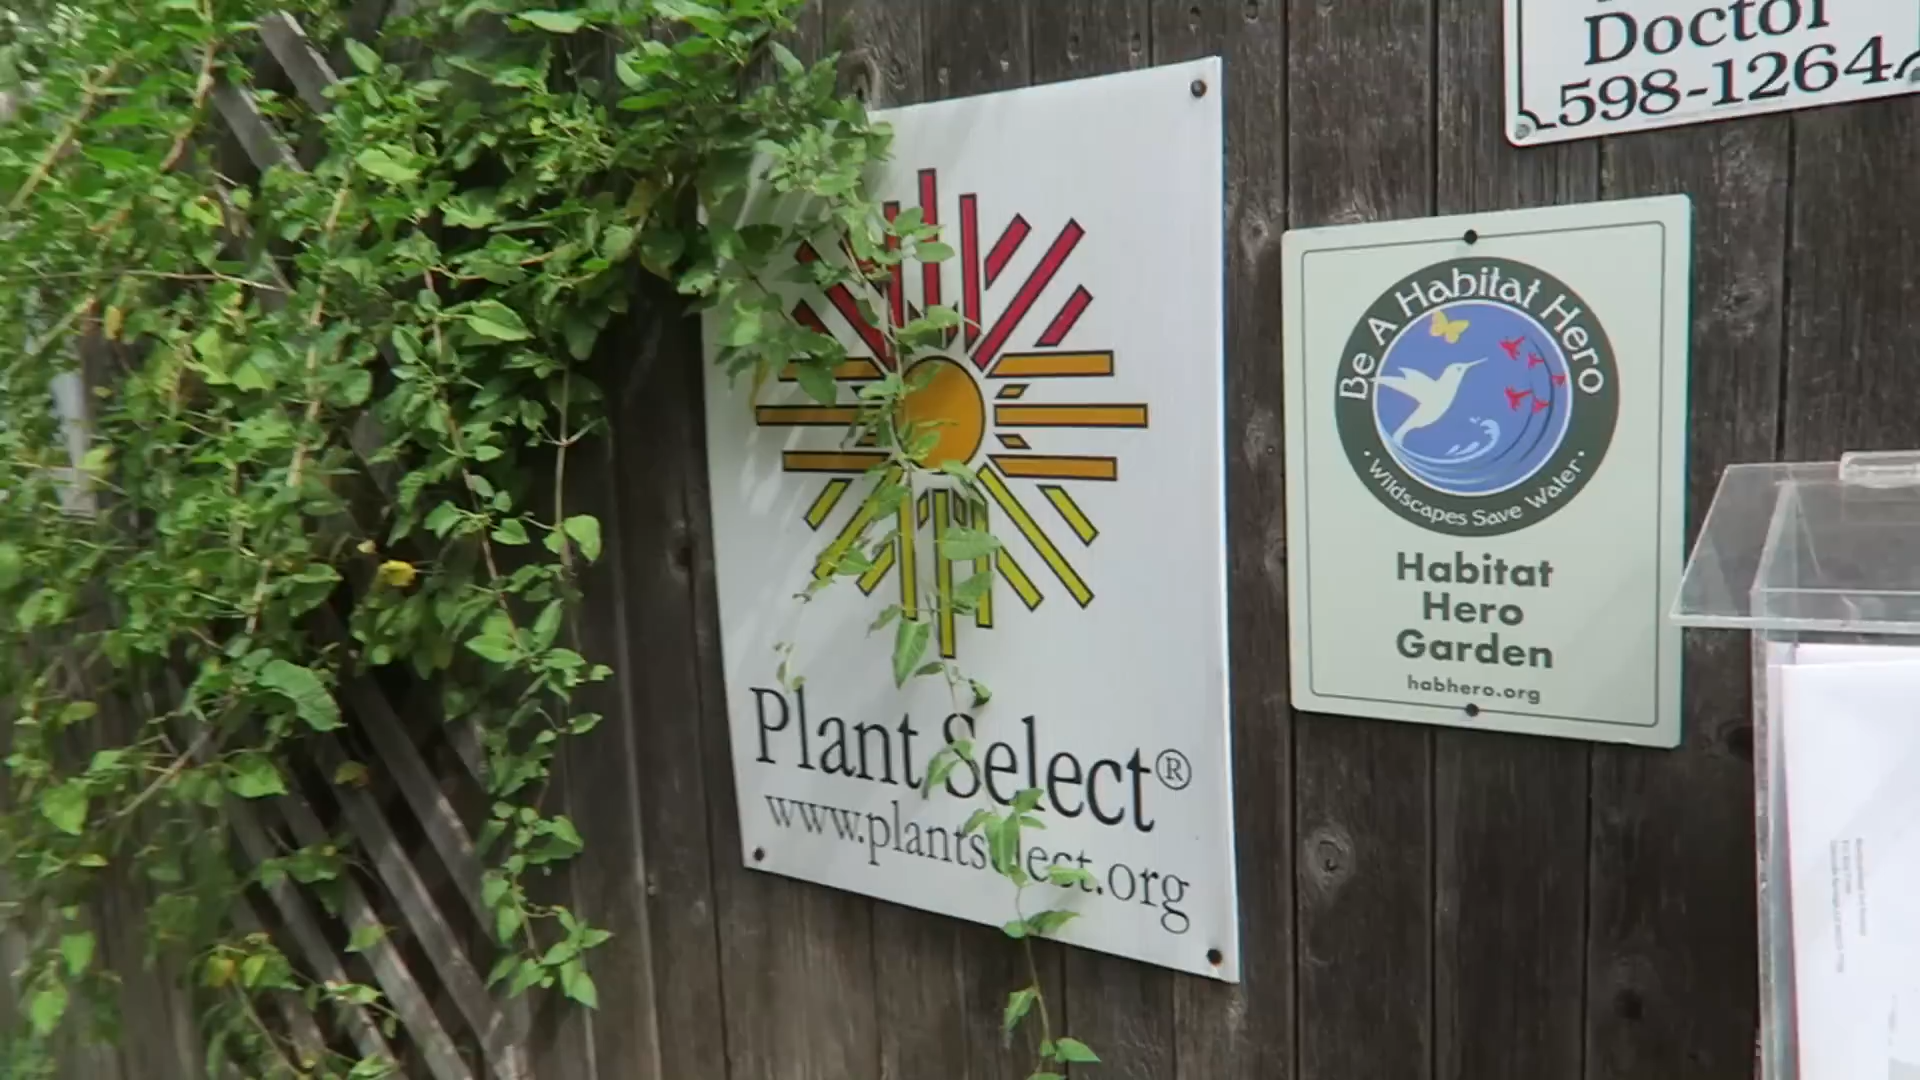 Doctor
598-1264
Plant Select®
www.plantselect.org
Be A Habitat Hero
· Wildscapes Save Water ·
Habitat
Hero
Garden
habhero.org